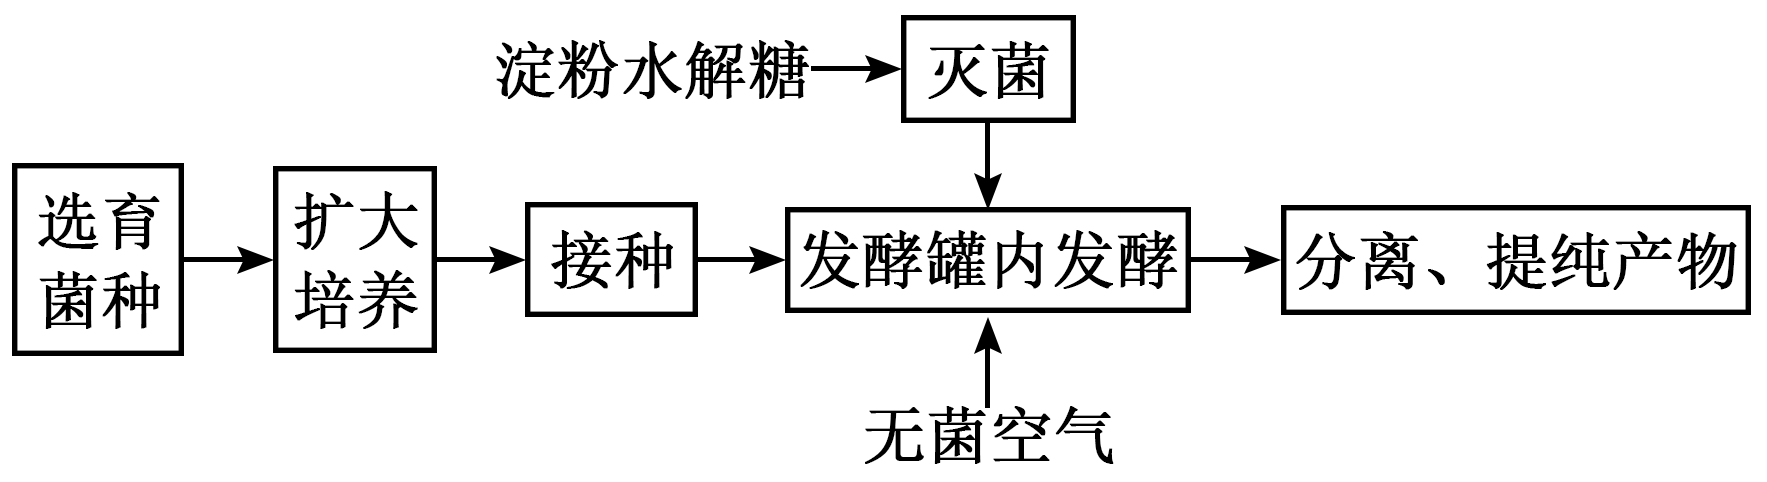 淀粉水解糖
灭菌
选育
菌种
扩大
培养
接种
发酵罐内发酵
分离、提纯产物
无菌空气